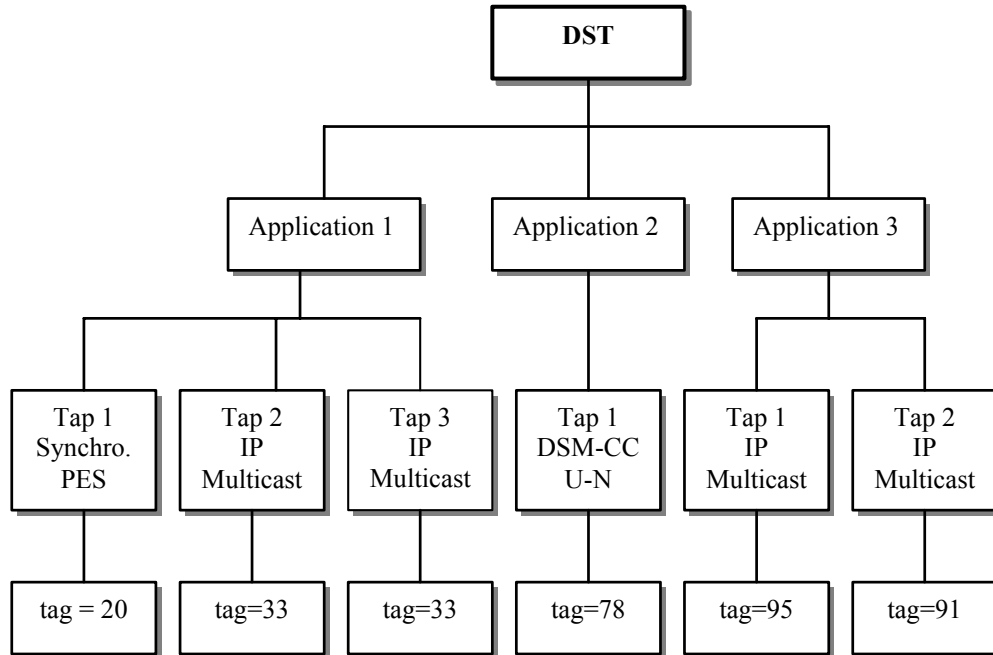 DST
Application 1
Application 2
Application 3
Tap 1
Synchro.
PES
Tap 2
IP
Multicast
Tap 3
IP
Multicast
Tap 1
DSM-CC
U-N
Tap 1
IP
Multicast
Tap 2
IP
Multicast
tag = 20
tag=33
tag=33
tag=78
tag=95
tag=91